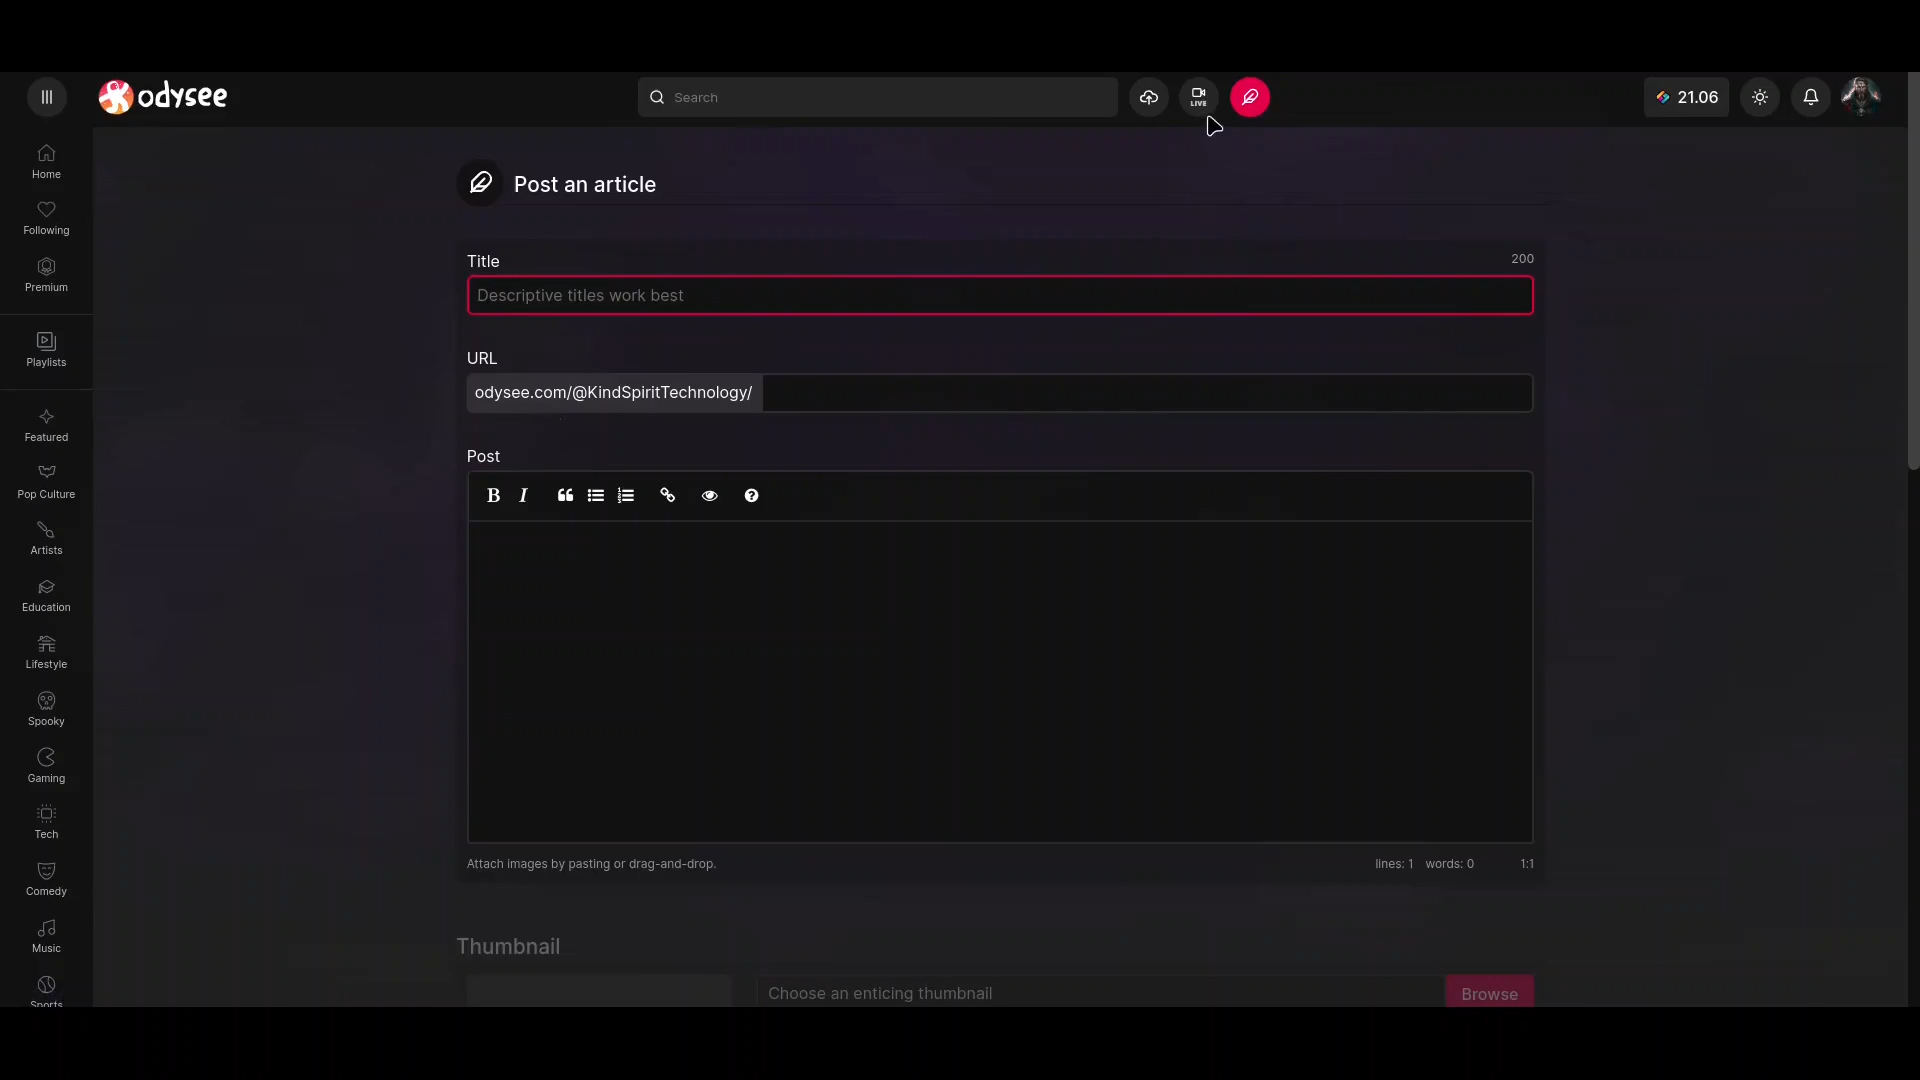 odysee
Search
LIVE
21.06
Home
Following
Premium
Playlists
Featured
Pop Culture
Artists
Education
Lifestyle
Spooky
Gaming
Tech
Comedy
Music
Sports
Post an article
Title
200
Descriptive titles work best
URL
odysee.com/@KindSpiritTechnology/
Post
B I
Attach images by pasting or drag-and-drop.
lines: 1 words: 0 1:1
Thumbnail
Choose an enticing thumbnail
Browse